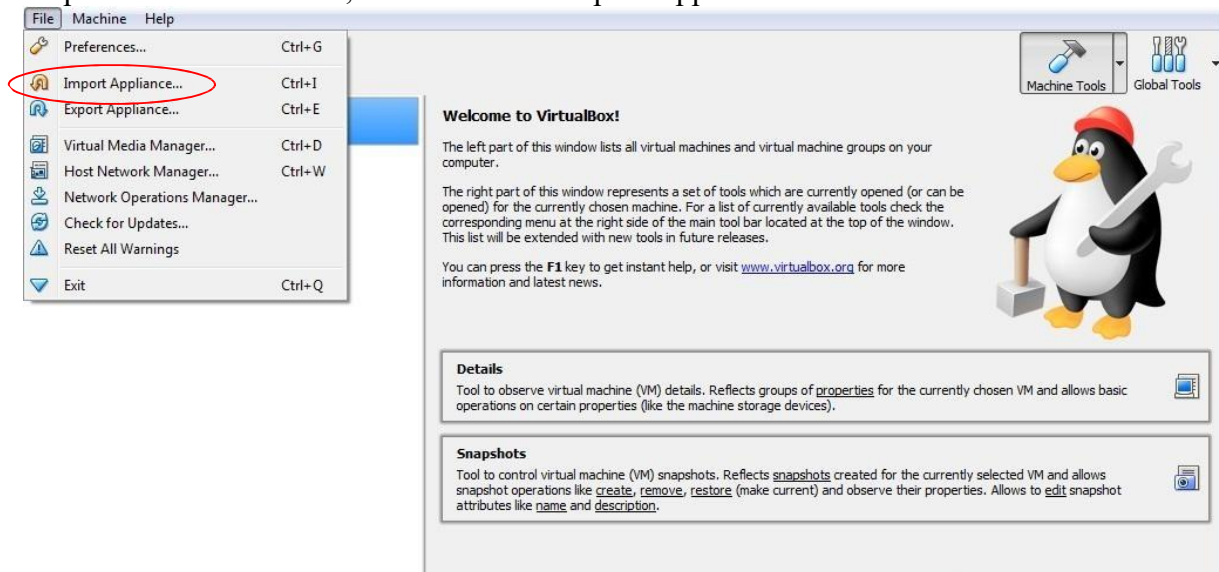 File Machine Help
Preferences... Ctrl+G
Import Appliance... Ctrl+I
Export Appliance... Ctrl+E
Virtual Media Manager... Ctrl+D
Host Network Manager... Ctrl+W
Network Operations Manager...
Check for Updates...
Reset All Warnings
Exit Ctrl+Q
Machine Tools Global Tools
Welcome to VirtualBox!
The left part of this window lists all virtual machines and virtual machine groups on your
computer.
The right part of this window represents a set of tools which are currently opened (or can be
opened) for the currently chosen machine. For a list of currently available tools check the
corresponding menu at the right side of the main tool bar located at the top of the window.
This list will be extended with new tools in future releases.
You can press the F1 key to get instant help, or visit www.virtualbox.org for more
information and latest news.
Details
Tool to observe virtual machine (VM) details. Reflects groups of properties for the currently chosen VM and allows basic
operations on certain properties (like the machine storage devices).
Snapshots
Tool to control virtual machine (VM) snapshots. Reflects snapshots created for the currently selected VM and allows
snapshot operations like create, remove, restore (make current) and observe their properties. Allows to edit snapshot
attributes like name and description.